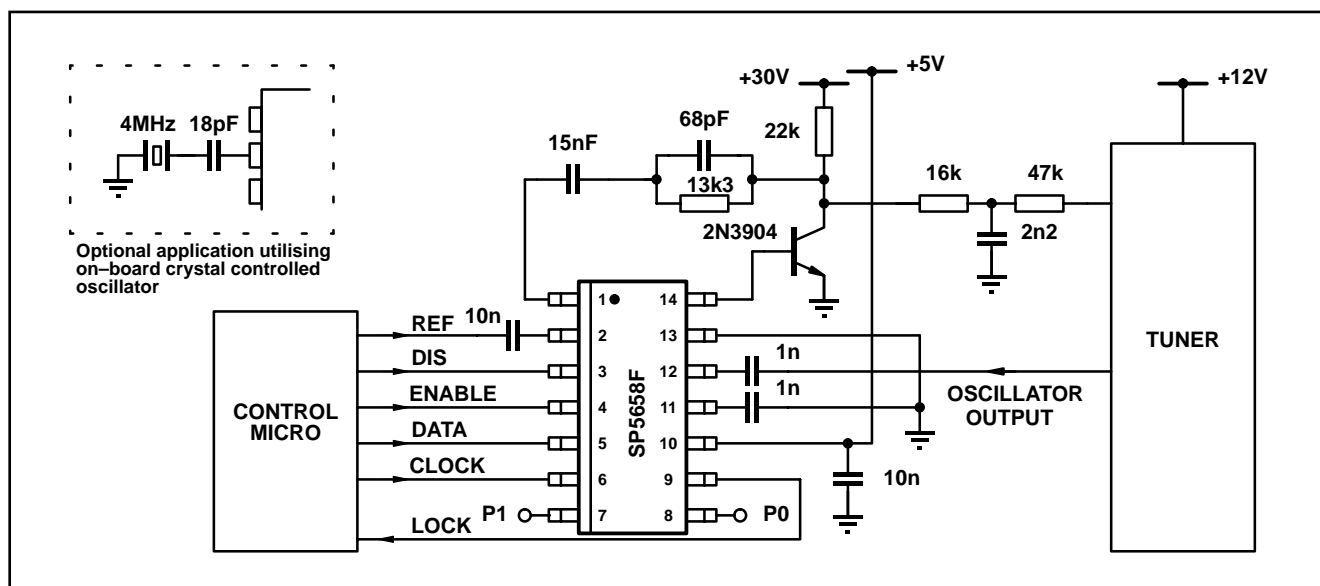 +30V
+5V
+12V
4MHz 18pF
15nF
68pF
22k
13k3
16k 47k
2N3904
2n2
Optional application utilising
on–board crystal controlled
oscillator
CONTROL
MICRO
REF
10n
DIS
ENABLE
DATA
CLOCK
P1
LOCK
SP5658F
1
2
3
4
5
6
7
14
13
12
11
10
9
8
1n
1n
10n
P0
OSCILLATOR
OUTPUT
TUNER